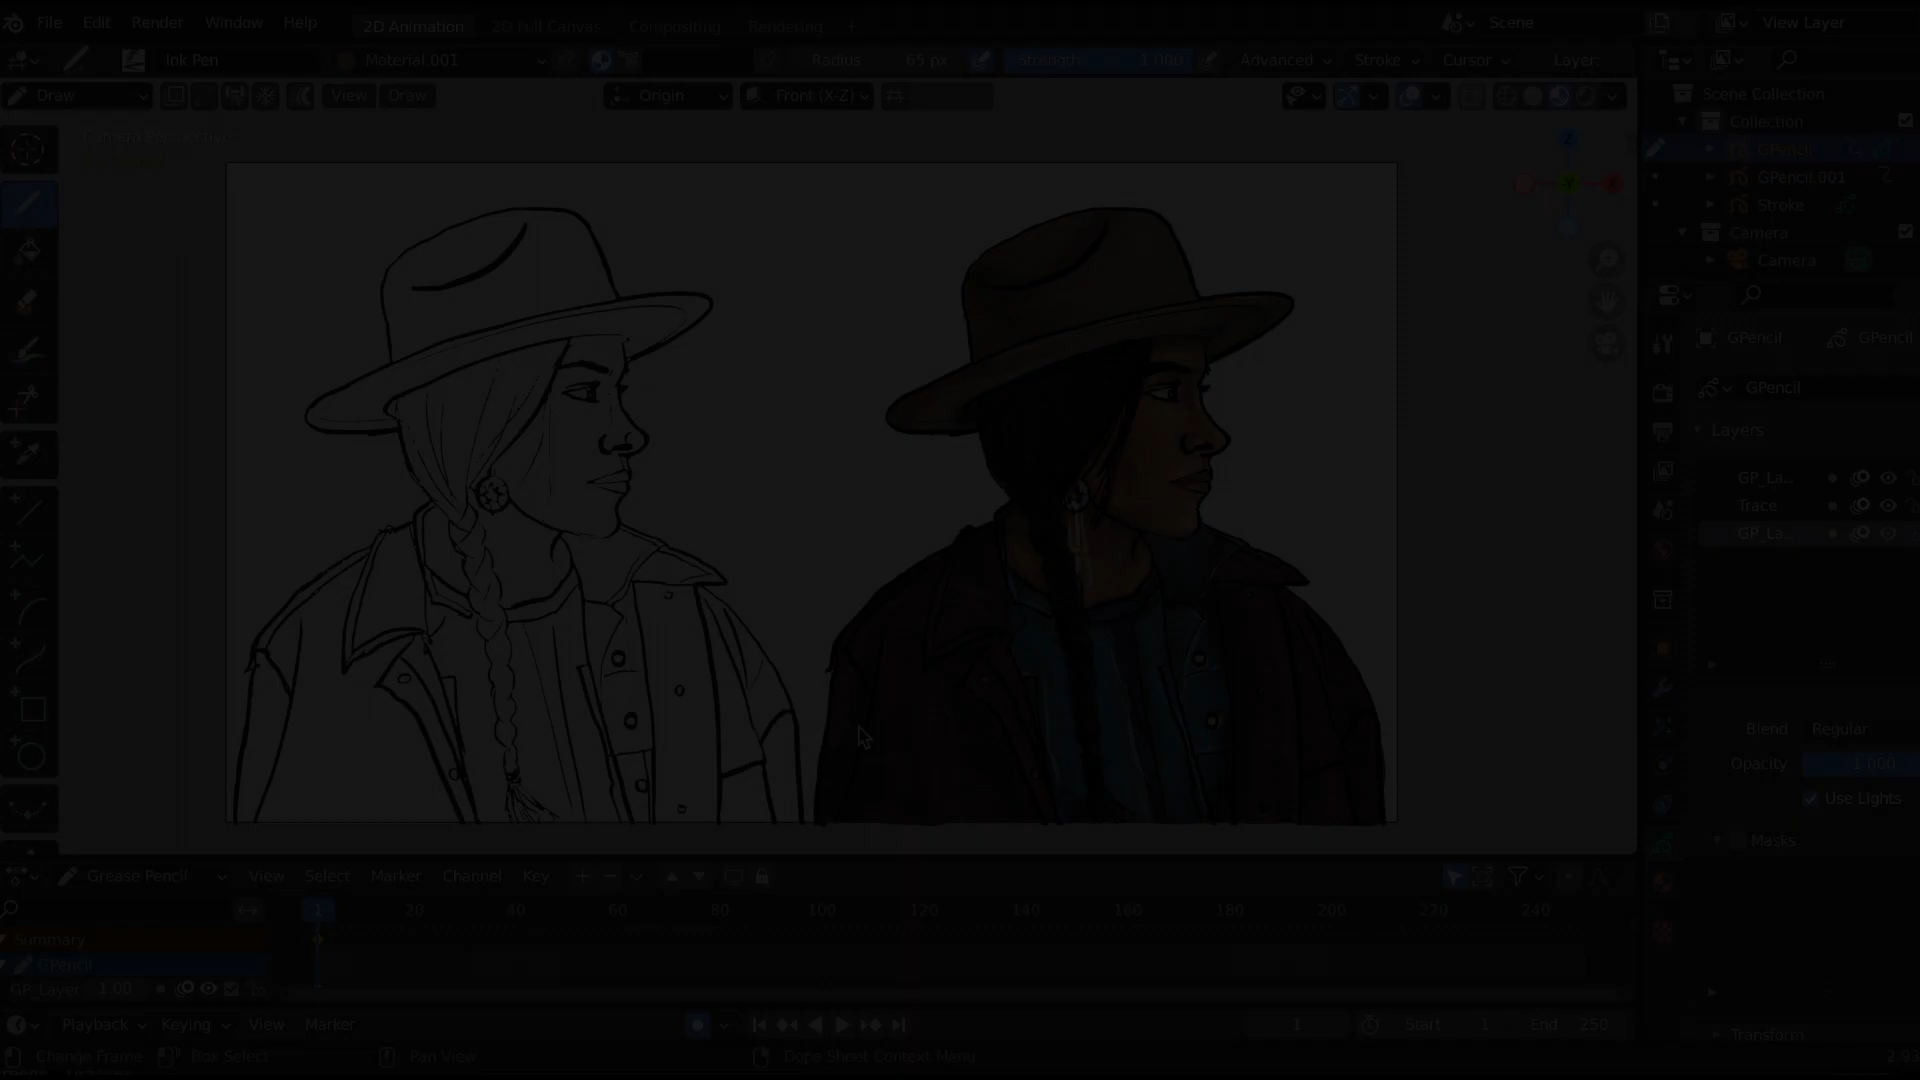 File Edit Render Window Help 2D Animation 2D Full Canvas Compositing Rendering + Scene View Layer
Ink Pen Material.001 Radius 65 px Strength 1.000 Advanced Stroke Cursor Layer:
Draw View Draw Origin Front (X-Z)
Camera Perspective
Scene Collection
Collection
GPencil
GPencil.001
Stroke
Camera
Camera
GPencil GPencil
GPencil
Layers
GP_La...
Trace
GP_La...
Blend Regular
Opacity 1.000
Use Lights
Masks
Transform
Grease Pencil View Select Marker Channel Key
1 20 40 60 80 100 120 140 160 180 200 220 240
Summary
GPencil
GP_Layer 1.00
Playback Keying View Marker 1 Start 1 End 250
Change Frame Box Select Pan View Dope Sheet Context Menu